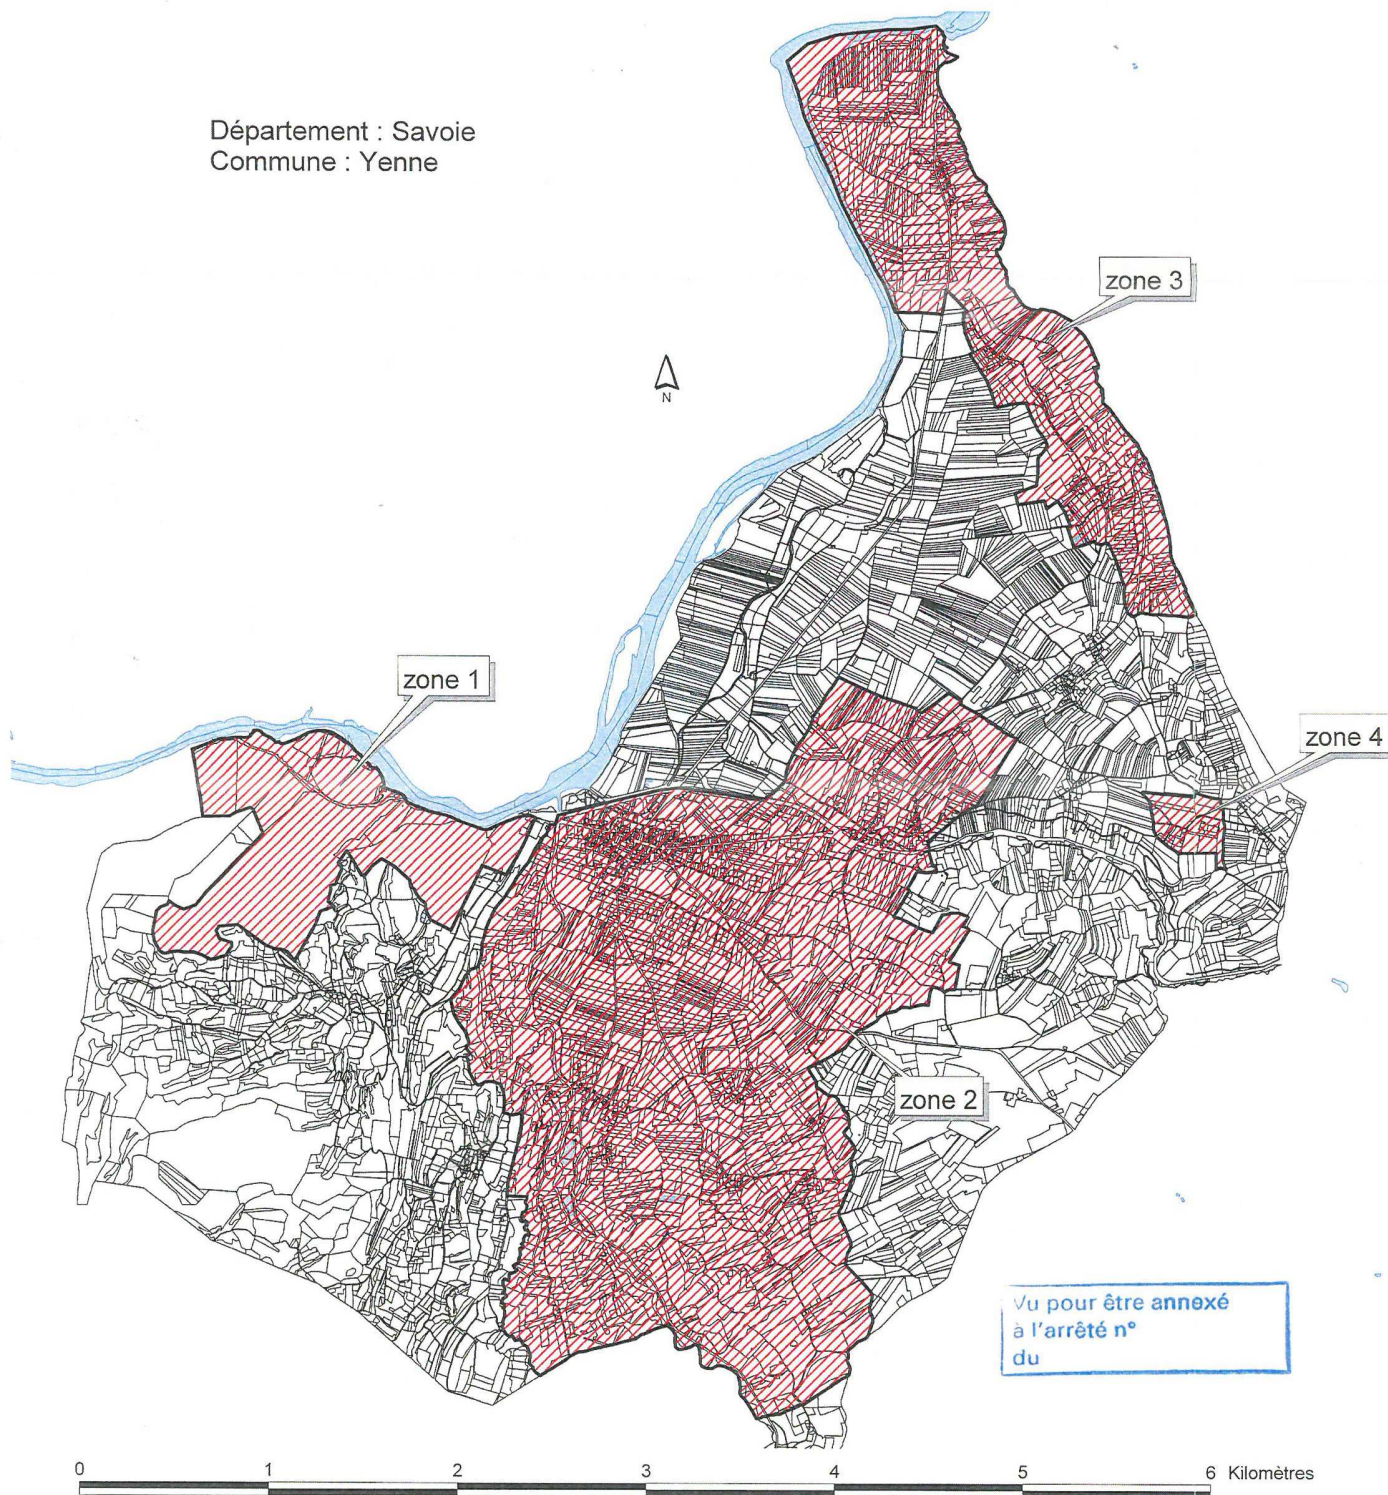 Département : Savoie
Commune : Yenne
zone 3
N
zone 1
zone 4
zone 2
Vu pour être annexé
à l'arrêté n°
du
0 1 2 3 4 5 6 Kilomètres